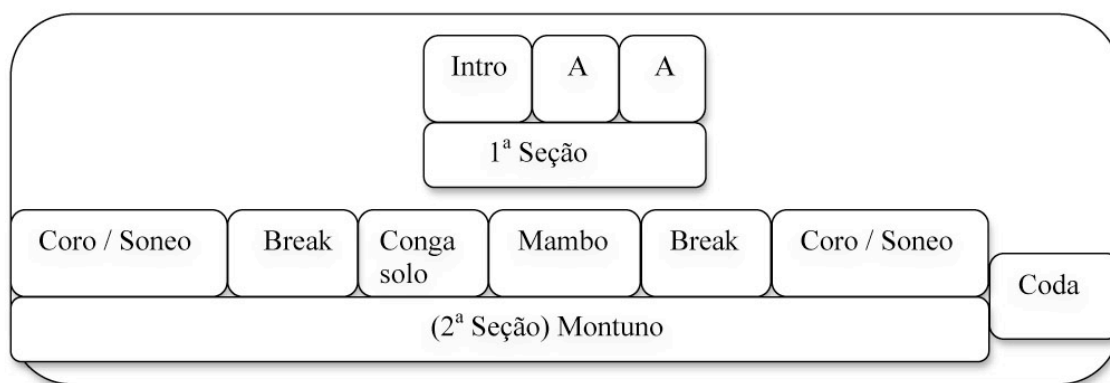 Intro A A
1ª Seção
Coro / Soneo Break Conga solo Mambo Break Coro / Soneo
Coda
(2ª Seção) Montuno